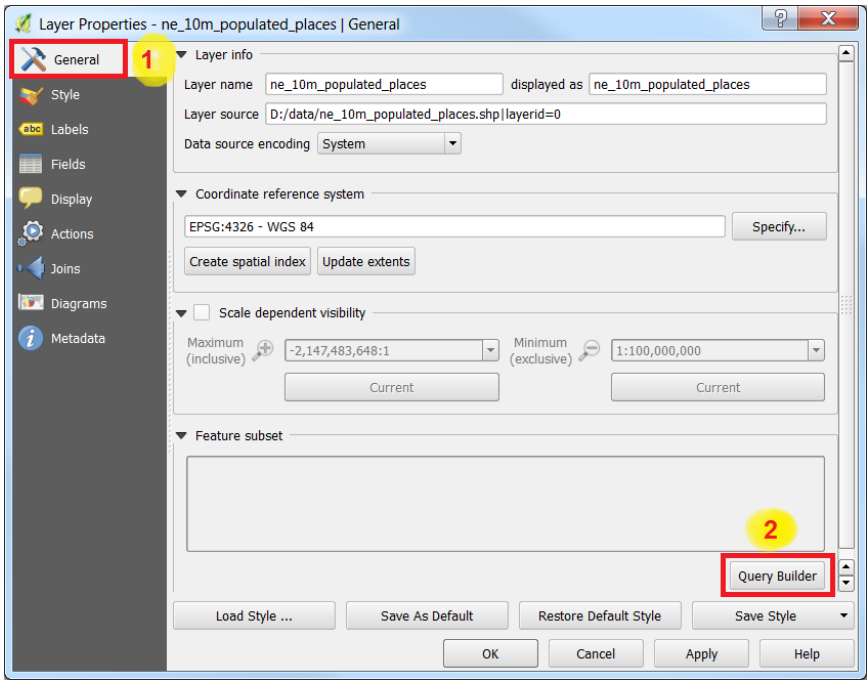 Layer Properties - ne_10m_populated_places | General
General
1
Style
abc Labels
Fields
Display
Actions
Joins
Diagrams
i Metadata
Layer info
Layer name ne_10m_populated_places displayed as ne_10m_populated_places
Layer source D:/data/ne_10m_populated_places.shp|layerid=0
Data source encoding System
Coordinate reference system
EPSG:4326 - WGS 84 Specify...
Create spatial index Update extents
Scale dependent visibility
Maximum (inclusive) -2,147,483,648:1 Minimum (exclusive) 1:100,000,000
Current Current
Feature subset
2
Query Builder
Load Style ... Save As Default Restore Default Style Save Style
OK Cancel Apply Help